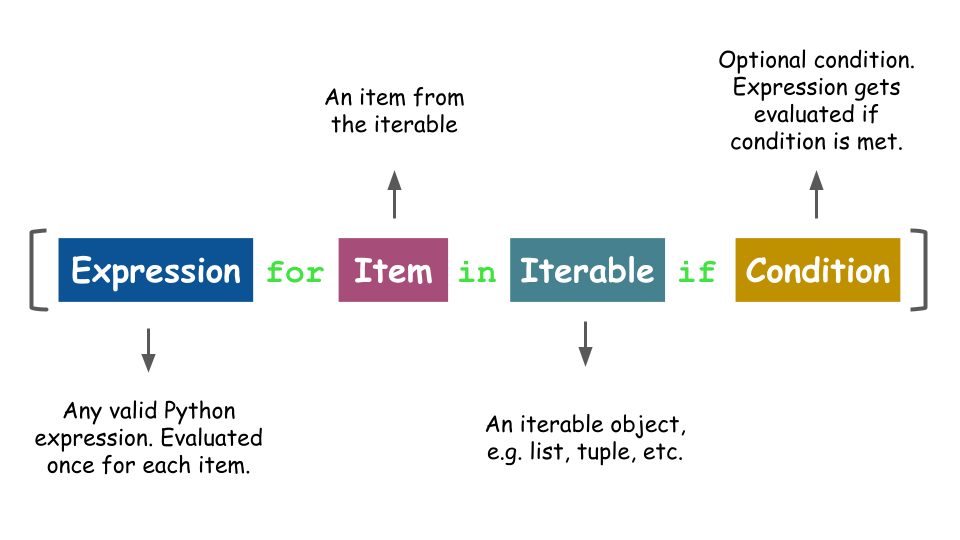 Optional condition.
Expression gets
evaluated if
condition is met.
An item from
the iterable
[ Expression for Item in Iterable if Condition ]
Any valid Python
expression. Evaluated
once for each item.
An iterable object,
e.g. list, tuple, etc.